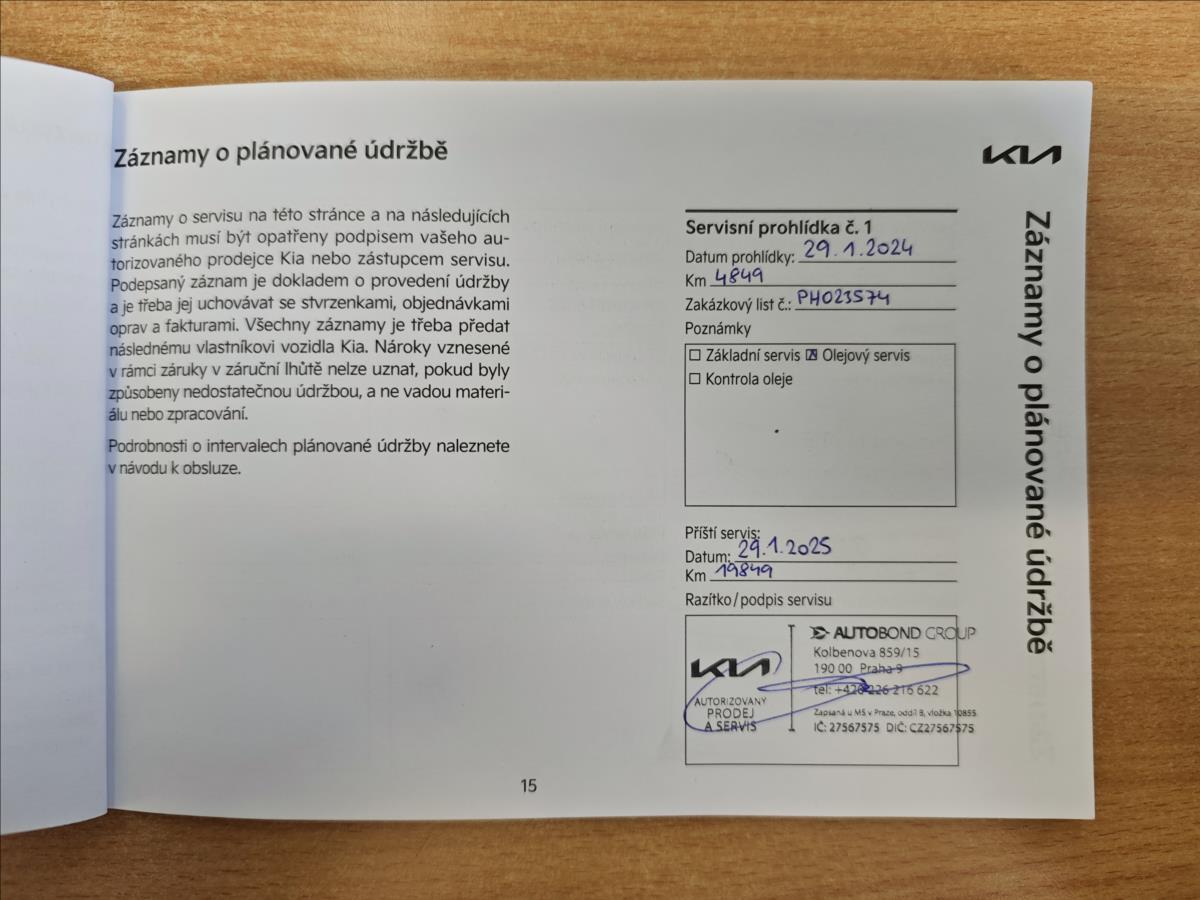 Záznamy o plánované údržbě
Záznamy o servisu na této stránce a na následujících
stránkách musí být opatřeny podpisem vašeho au-
torizovaného prodejce Kia nebo zástupcem servisu.
Podepsaný záznam je dokladem o provedení údržby
a je třeba jej uchovávat se stvrzenkami, objednávkami
oprav a fakturami. Všechny záznamy je třeba předat
následnému vlastníkovi vozidla Kia. Nároky vznesené
v rámci záruky v záruční lhůtě nelze uznat, pokud byly
způsobeny nedostatečnou údržbou, a ne vadou materi-
álu nebo zpracování.
Podrobnosti o intervalech plánované údržby naleznete
v návodu k obsluze.
15
KIA
Servisní prohlídka č. 1
Datum prohlídky: 29.1.2024
Km 4849
Zakázkový list č.: PH023574
Poznámky
Základní servis Olejový servis
Kontrola oleje
Příští servis:
Datum: 29.1.2025
Km 19849
Razítko / podpis servisu
KIA
AUTORIZOVANÝ
PRODEJ
A SERVIS
AUTOBOND GROUP
Kolbenova 859/15
190 00 Praha 9
tel: +420 226 216 622
Zapsaná u MS v Praze, oddíl B, vložka 10855
IČ: 27567575 DIČ: CZ27567575
Záznamy o plánované údržbě